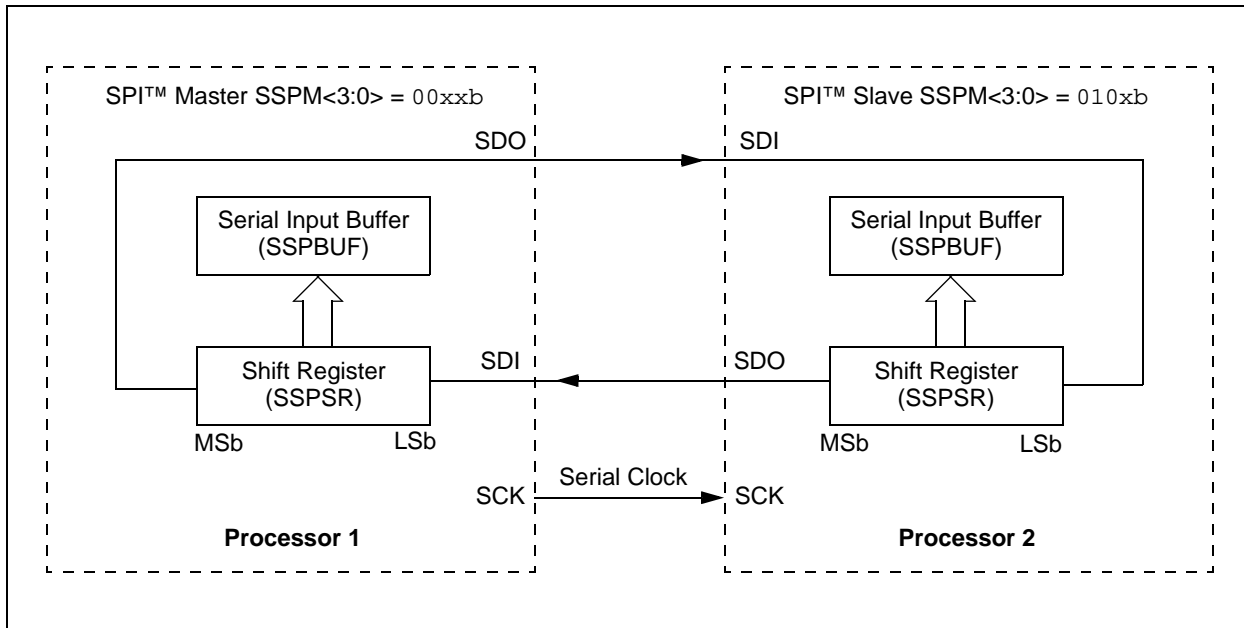 SPI™ Master SSPM<3:0> = 00xxb
SPI™ Slave SSPM<3:0> = 010xb
SDO
SDI
Serial Input Buffer
(SSPBUF)
Serial Input Buffer
(SSPBUF)
Shift Register
(SSPSR)
SDI
SDO
Shift Register
(SSPSR)
MSb
LSb
MSb
LSb
SCK
Serial Clock
SCK
Processor 1
Processor 2